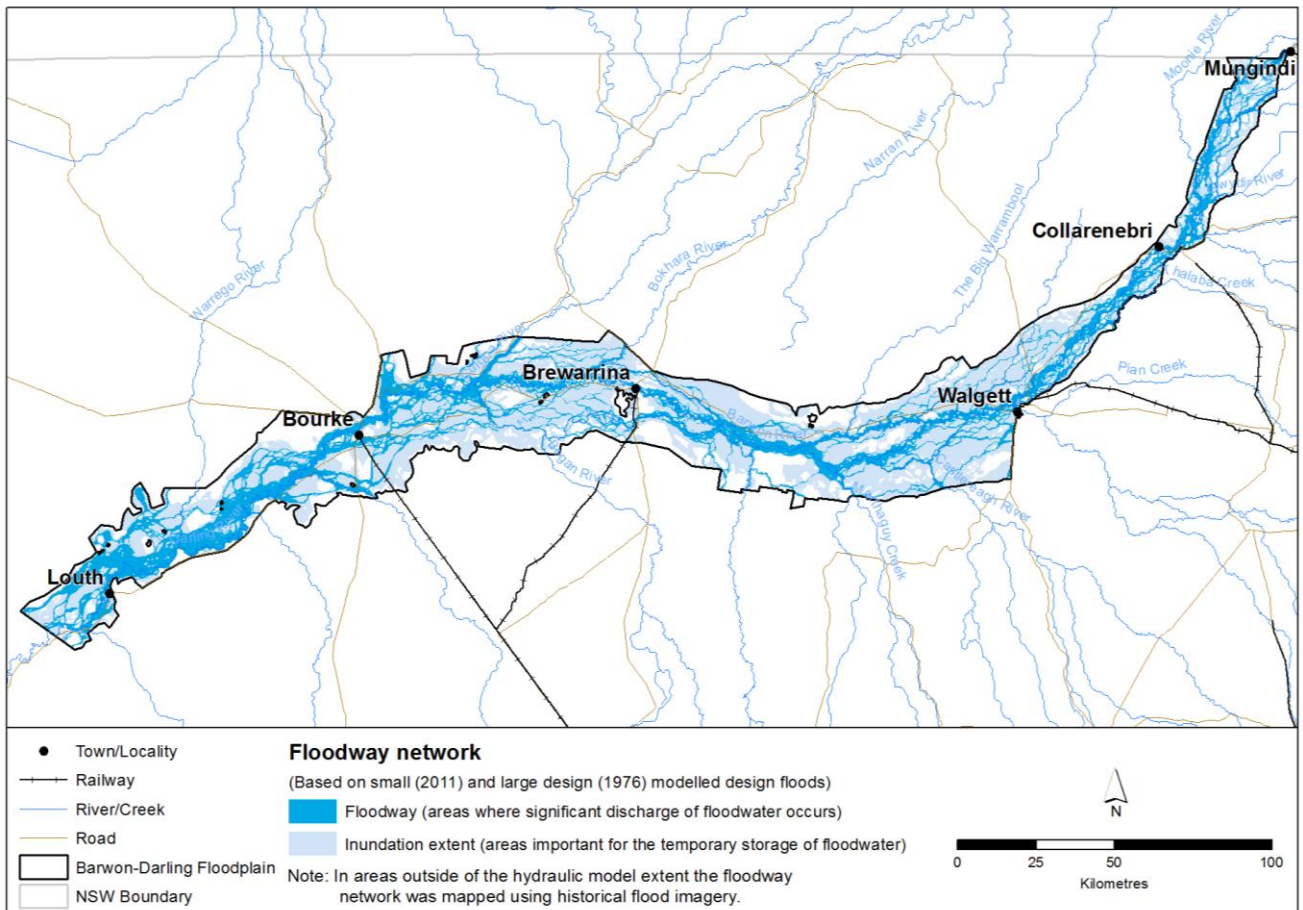 Mungindi
Moonie River
Narran River
Collarenebri
The Big Warrambool
Bokhara River
Warrego River
Brewarrina
Pian Creek
Walgett
Bourke
Castlereagh River
Louth
Town/Locality
Railway
River/Creek
Road
Barwon-Darling Floodplain
NSW Boundary
Floodway network
(Based on small (2011) and large design (1976) modelled design floods)
Floodway (areas where significant discharge of floodwater occurs)
Inundation extent (areas important for the temporary storage of floodwater)
Note: In areas outside of the hydraulic model extent the floodway
network was mapped using historical flood imagery.
N
0 25 50 100
Kilometres